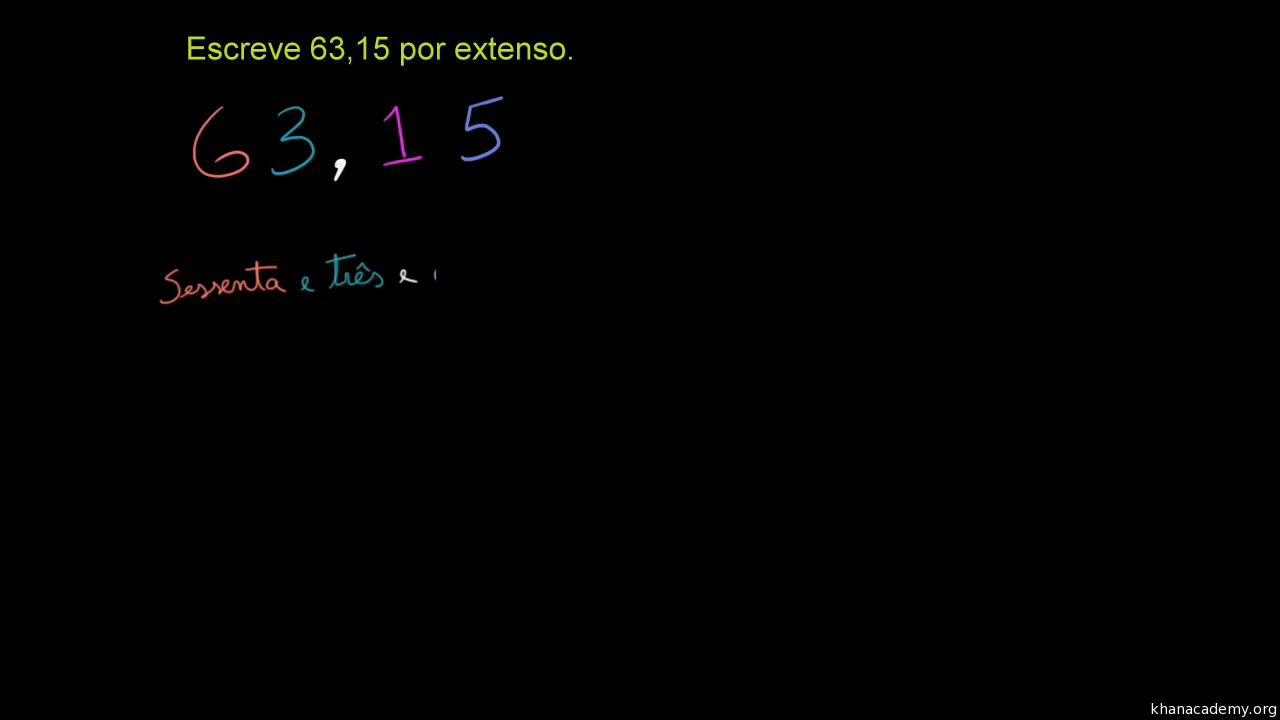 Escreve 63,15 por extenso.
63,15
Sessenta e três e
khanacademy.org